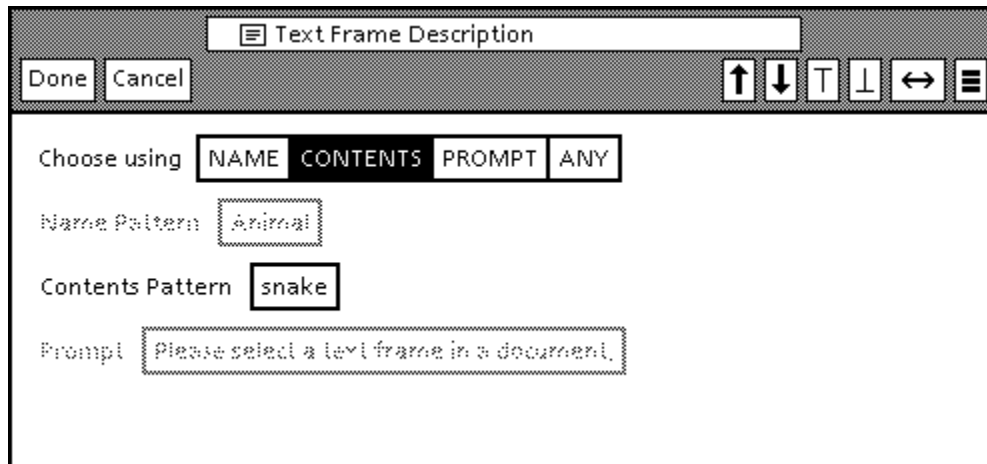 Text Frame Description
Done Cancel
Choose using NAME CONTENTS PROMPT ANY
Name Pattern Animal
Contents Pattern snake
Prompt Please select a text frame in a document.